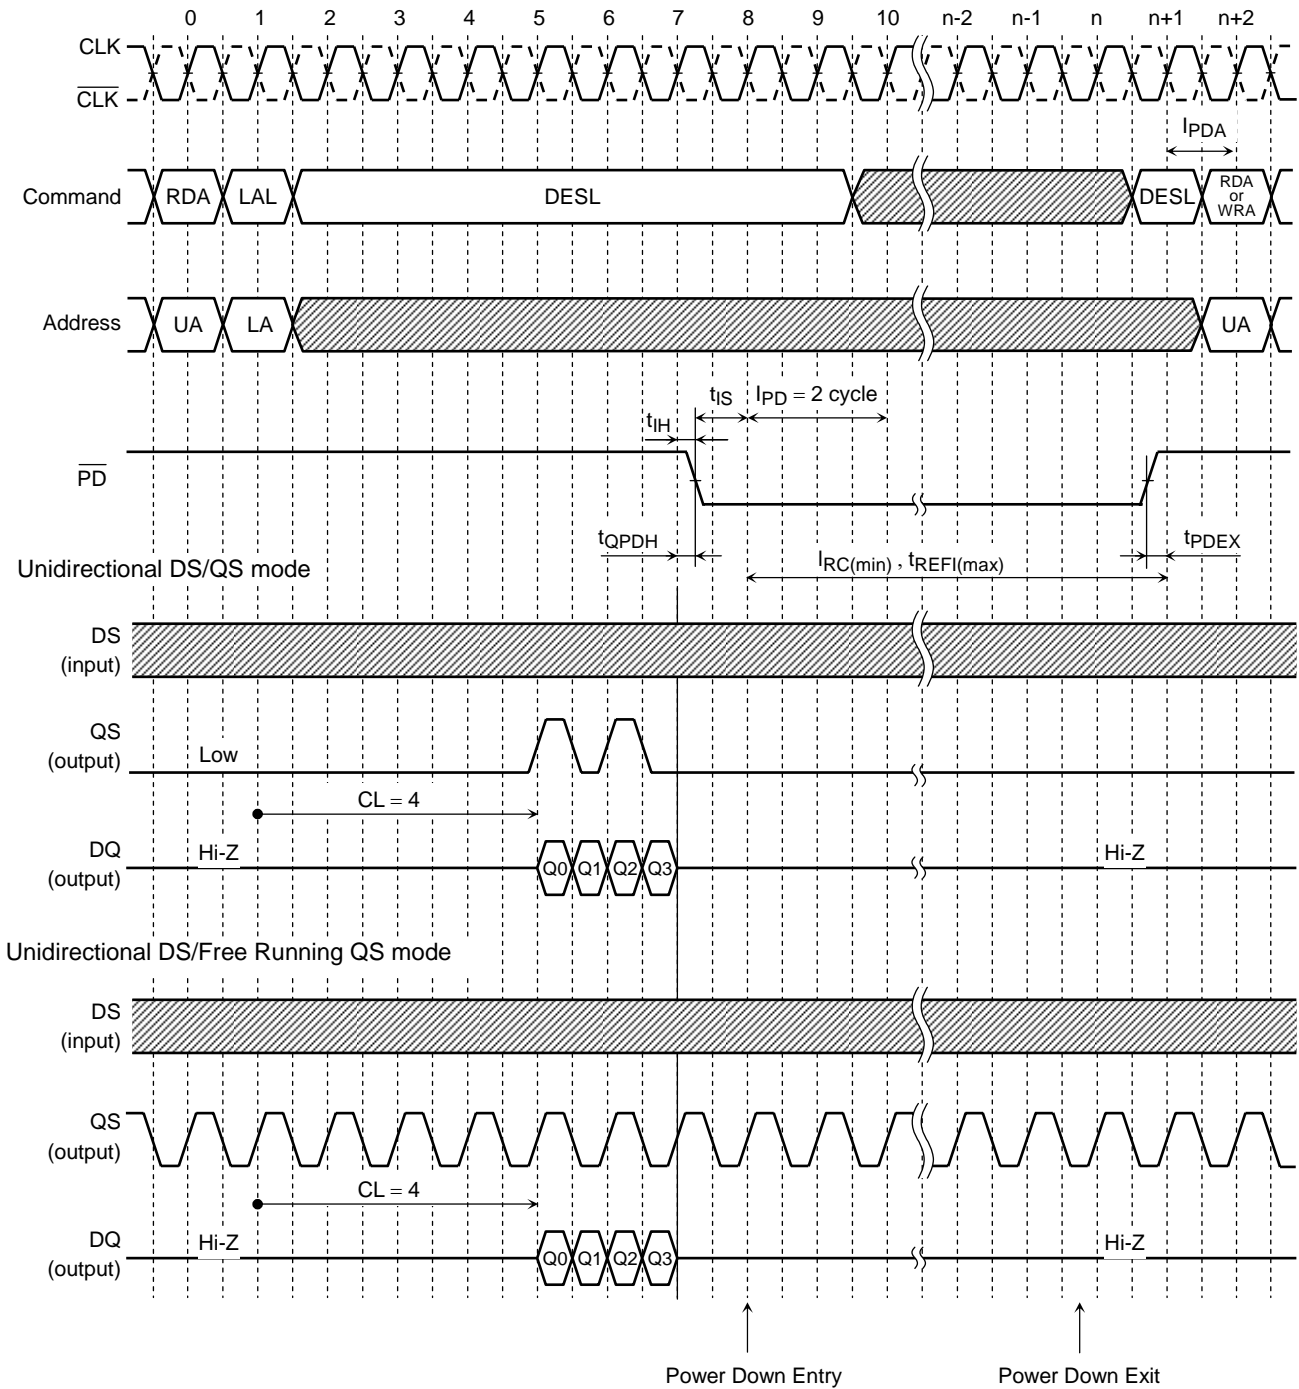 0 1 2 3 4 5 6 7 8 9 10 n-2 n-1 n n+1 n+2
CLK
CLK
IPDA
Command RDA LAL DESL DESL RDA or WRA
Address UA LA UA
tIS IPD = 2 cycle
tIH
PD
tQPDH tPDEX
IRC(min) , tREFI(max)
Unidirectional DS/QS mode
DS
(input)
QS
(output)
Low
CL = 4
DQ
(output)
Hi-Z Q0 Q1 Q2 Q3 Hi-Z
Unidirectional DS/Free Running QS mode
DS
(input)
QS
(output)
CL = 4
DQ
(output)
Hi-Z Q0 Q1 Q2 Q3 Hi-Z
Power Down Entry Power Down Exit